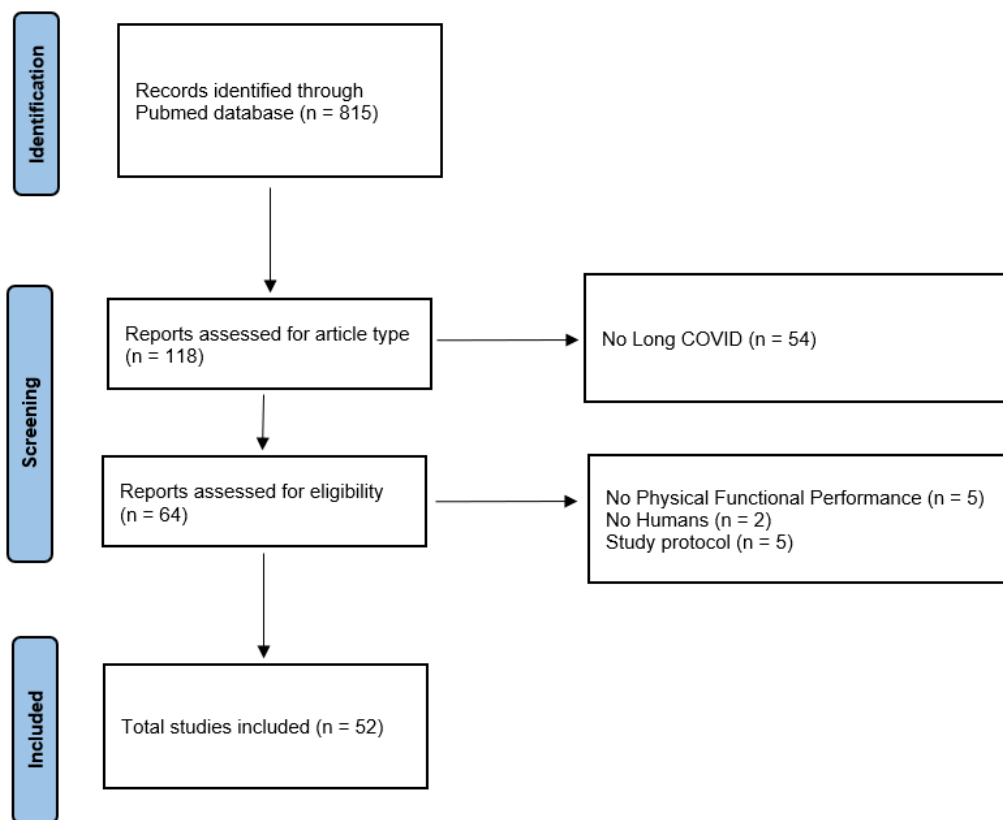 Identification
Records identified through
Pubmed database (n = 815)
Screening
Reports assessed for article type
(n = 118)
No Long COVID (n = 54)
Reports assessed for eligibility
(n = 64)
No Physical Functional Performance (n = 5)
No Humans (n = 2)
Study protocol (n = 5)
Included
Total studies included (n = 52)